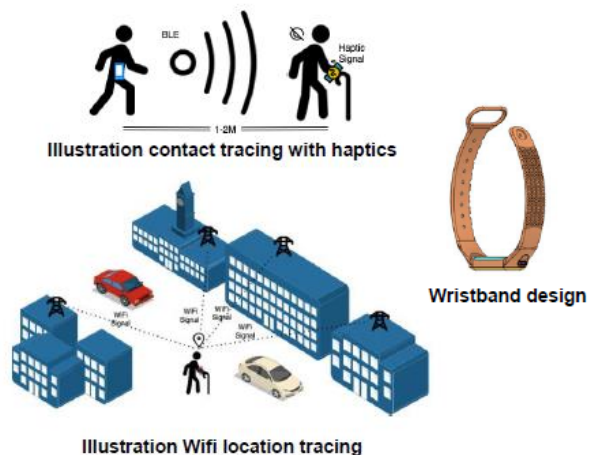 BLE
Haptic
Signal
1-2M
Illustration contact tracing with haptics
WiFi
Signal
WiFi
Signal
WiFi
Signal
WiFi
Signal
Illustration Wifi location tracing
Wristband design